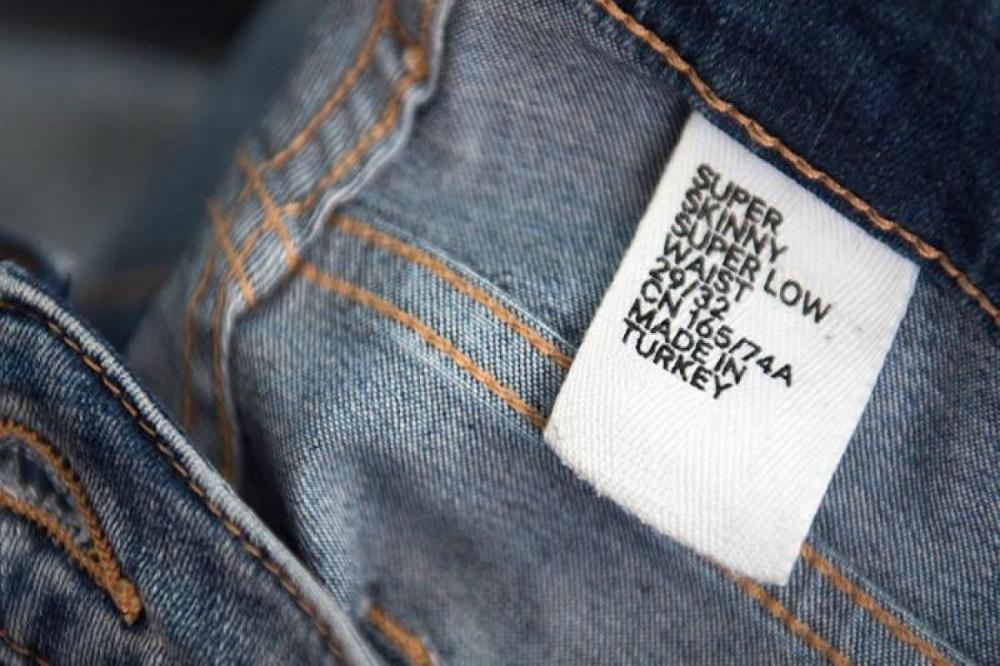 SUPER
SKINNY
SUPER LOW
WAIST
29/32
CN 165/74A
MADE IN
TURKEY